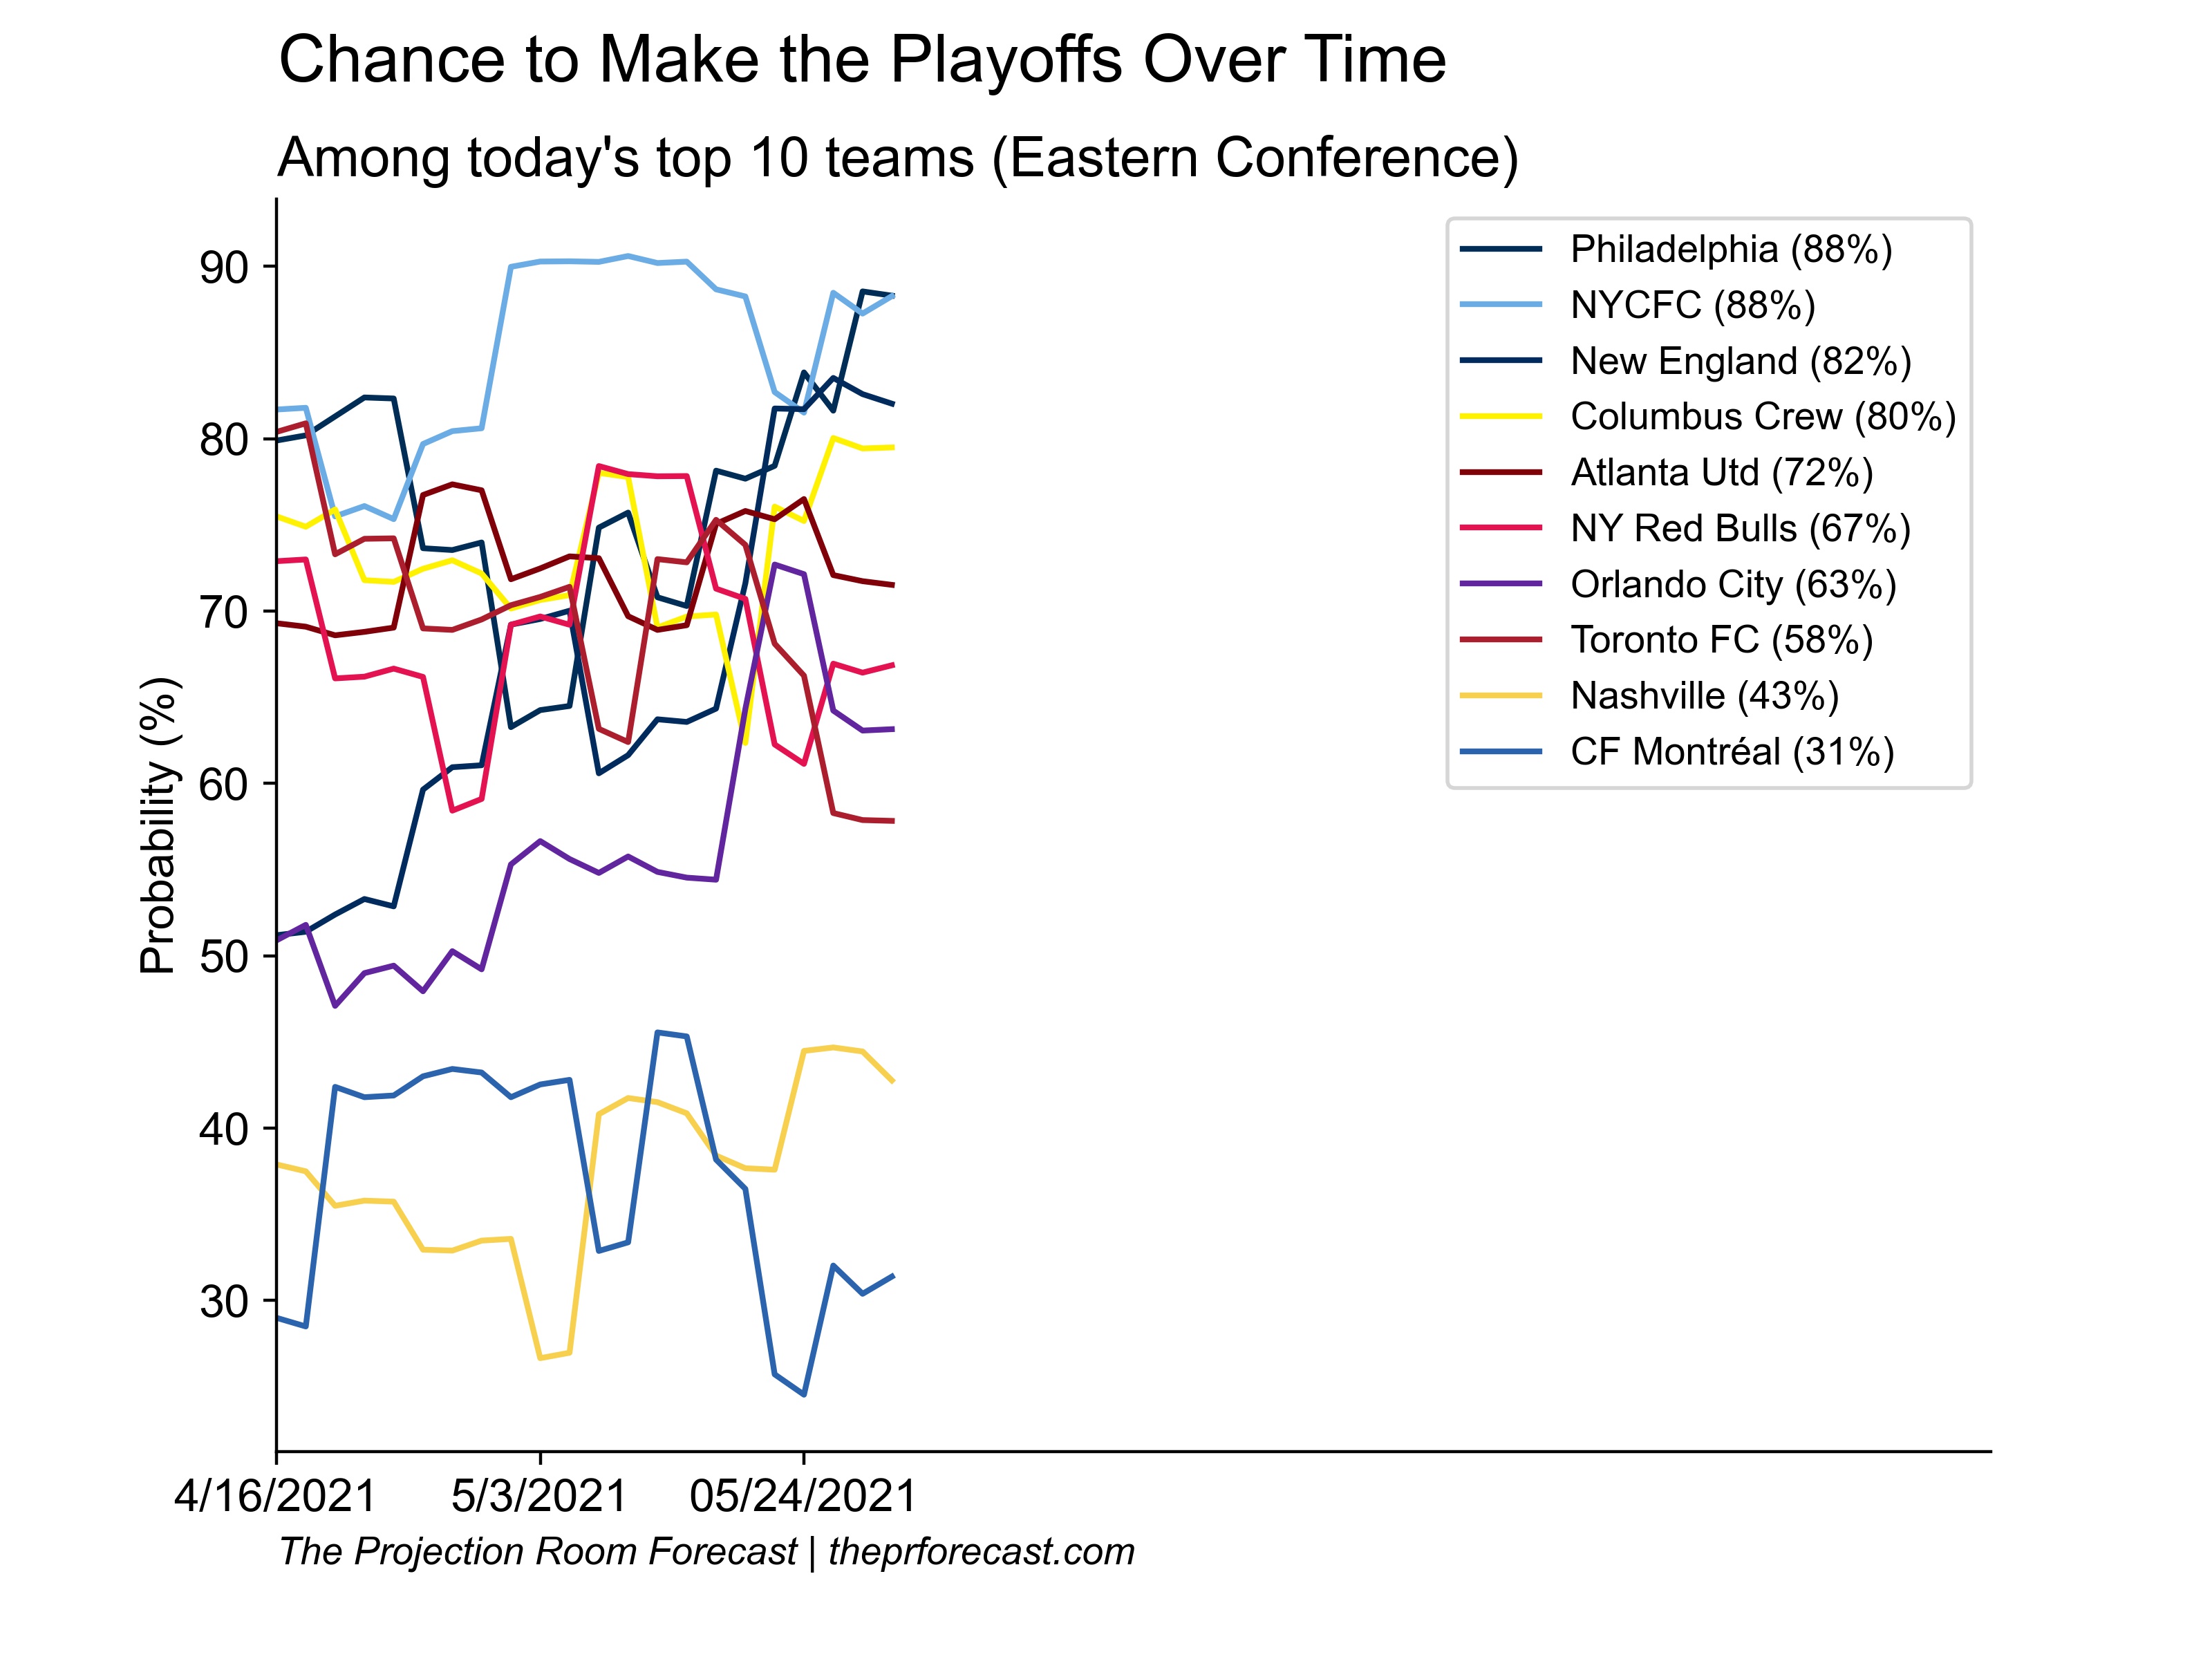 Chance to Make the Playoffs Over Time
Among today's top 10 teams (Eastern Conference)
Philadelphia (88%)
NYCFC (88%)
New England (82%)
Columbus Crew (80%)
Atlanta Utd (72%)
NY Red Bulls (67%)
Orlando City (63%)
Toronto FC (58%)
Nashville (43%)
CF Montréal (31%)
Probability (%)
90
80
70
60
50
40
30
4/16/2021
5/3/2021
05/24/2021
The Projection Room Forecast | theprforecast.com